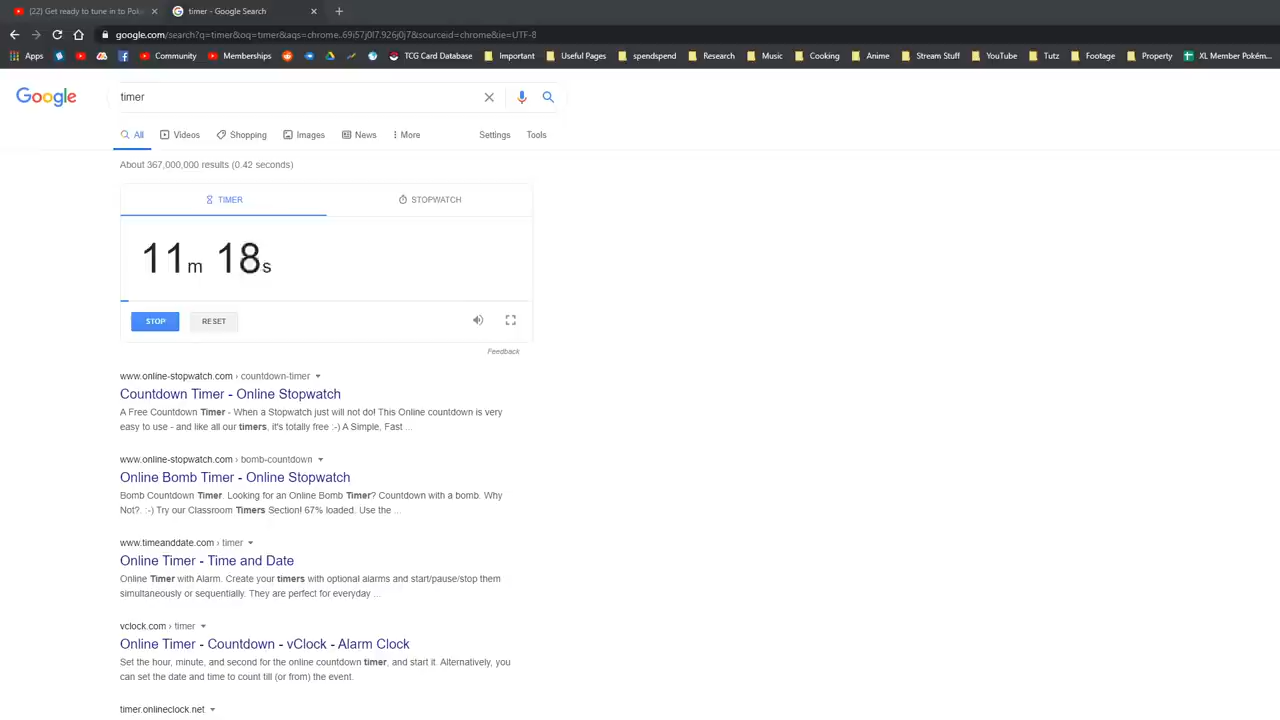 (22) Get ready to tune in to Pok
timer - Google Search
google.com/search?q=timer&oq=timer&aqs=chrome..69i57j0l7.926j0j7&sourceid=chrome&ie=UTF-8
Apps Community Memberships TCG Card Database Important Useful Pages spendspend Research Music Cooking Anime Stream Stuff YouTube Tutz Footage Property XL Member Pokém...
Google
timer
All Videos Shopping Images News More Settings Tools
About 367,000,000 results (0.42 seconds)
TIMER STOPWATCH
11m 18s
STOP RESET
Feedback
www.online-stopwatch.com › countdown-timer
Countdown Timer - Online Stopwatch
A Free Countdown Timer - When a Stopwatch just will not do! This Online countdown is very
easy to use - and like all our timers, it's totally free :-) A Simple, Fast ...
www.online-stopwatch.com › bomb-countdown
Online Bomb Timer - Online Stopwatch
Bomb Countdown Timer. Looking for an Online Bomb Timer? Countdown with a bomb. Why
Not?. :-) Try our Classroom Timers Section! 67% loaded. Use the ...
www.timeanddate.com › timer
Online Timer - Time and Date
Online Timer with Alarm. Create your timers with optional alarms and start/pause/stop them
simultaneously or sequentially. They are perfect for everyday ...
vclock.com › timer
Online Timer - Countdown - vClock - Alarm Clock
Set the hour, minute, and second for the online countdown timer, and start it. Alternatively, you
can set the date and time to count till (or from) the event.
timer.onlineclock.net